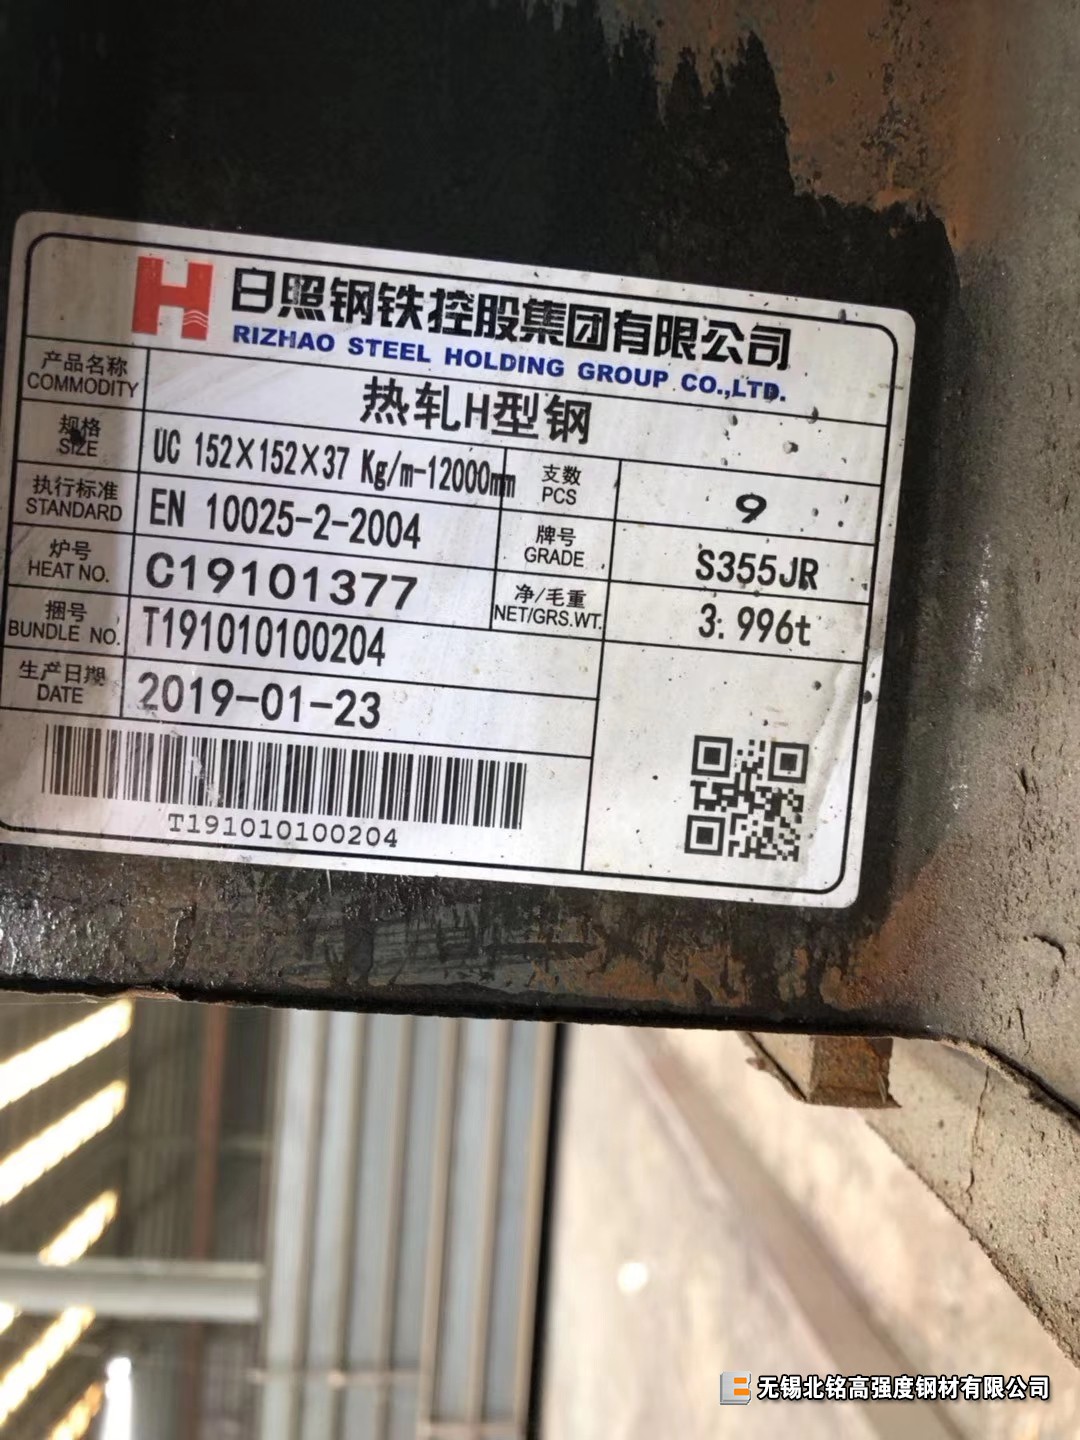 日照钢铁控股集团有限公司
RIZHAO STEEL HOLDING GROUP CO.,LTD.
产品名称
COMMODITY
热轧H型钢
规格
SIZE
UC 152×152×37 Kg/m-12000mm
支数
PCS
9
执行标准
STANDARD
EN 10025-2-2004
牌号
GRADE
S355JR
炉号
HEAT NO.
C19101377
净/毛重
NET/GRS.WT.
3.996t
捆号
BUNDLE NO.
T191010100204
生产日期
DATE
2019-01-23
T191010100204
无锡北铭高强度钢材有限公司